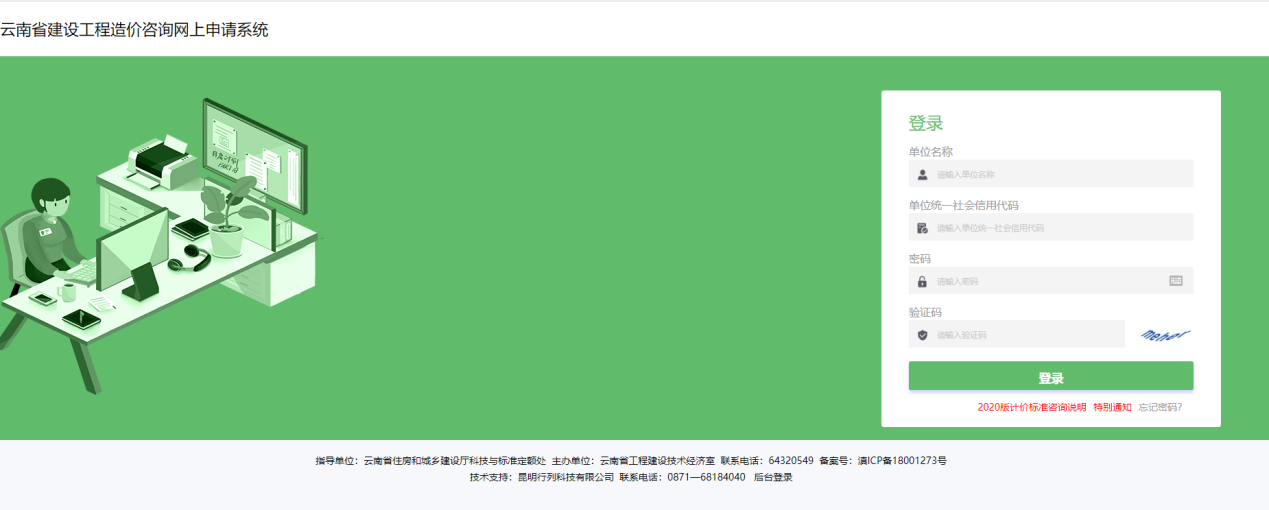 云南省建设工程造价咨询网上申请系统
登录
单位名称
请输入单位名称
单位统一社会信用代码
请输入单位统一社会信用代码
密码
请输入密码
验证码
请输入验证码
登录
2020版计价标准咨询说明 特别通知 忘记密码?
指导单位：云南省住房和城乡建设厅科技与标准定额处 主办单位：云南省工程建设技术经济室 联系电话：64320549 备案号：滇ICP备18001273号
技术支持：昆明行列科技有限公司 联系电话：0871—68184040 后台登录